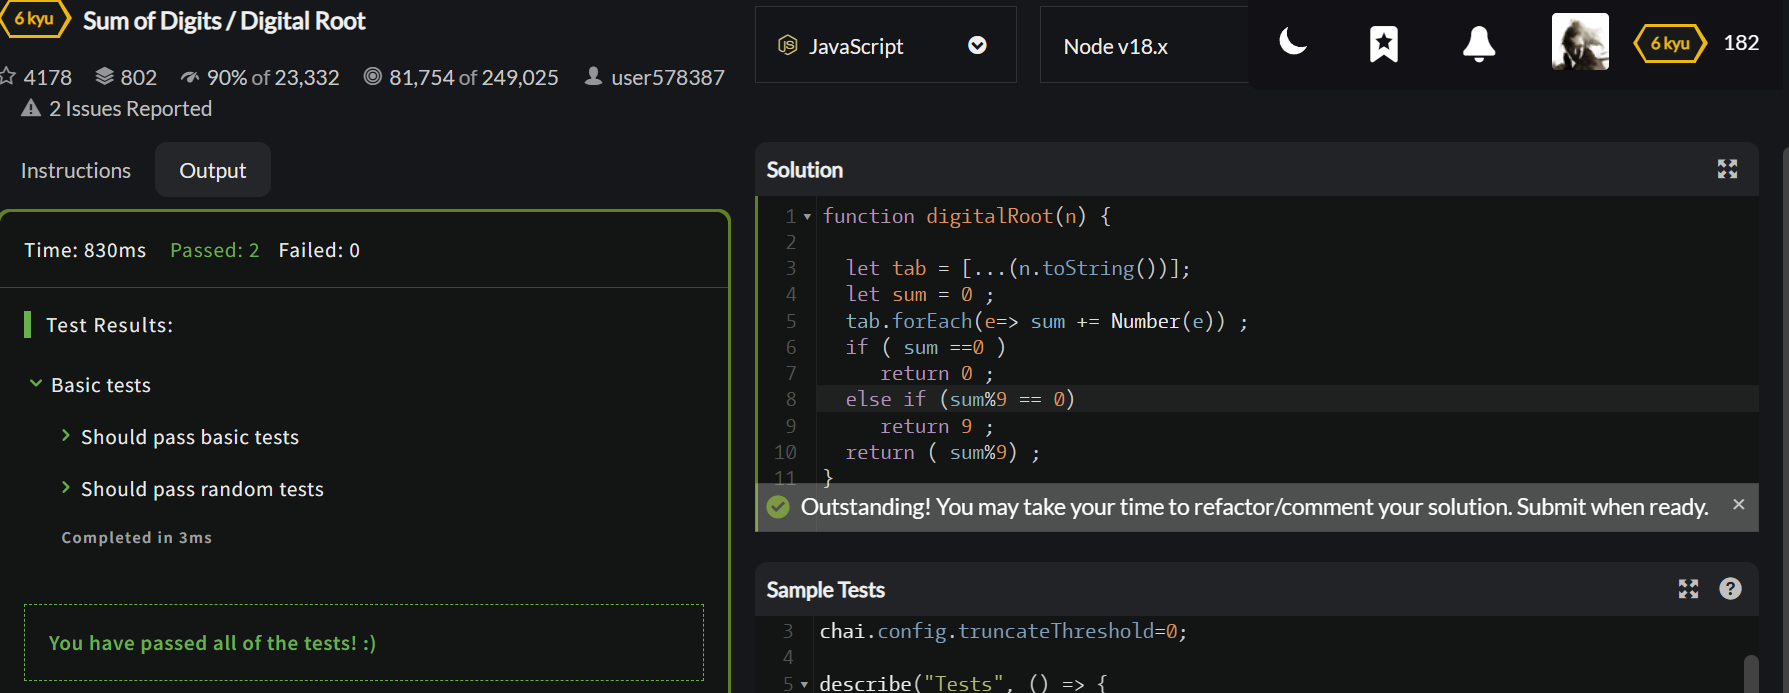 6 kyu Sum of Digits / Digital Root
4178 802 90% of 23,332 81,754 of 249,025 user578387
2 Issues Reported
JavaScript
Node v18.x
6 kyu 182
Instructions Output
Time: 830ms Passed: 2 Failed: 0
Test Results:
Basic tests
Should pass basic tests
Should pass random tests
Completed in 3ms
You have passed all of the tests! :)
Solution
1 function digitalRoot(n) {
2
3 let tab = [...(n.toString())];
4 let sum = 0 ;
5 tab.forEach(e=> sum += Number(e)) ;
6 if ( sum ==0 )
7 return 0 ;
8 else if (sum%9 == 0)
9 return 9 ;
10 return ( sum%9) ;
11 }
Outstanding! You may take your time to refactor/comment your solution. Submit when ready. ×
Sample Tests ?
3 chai.config.truncateThreshold=0;
4
5 describe("Tests", () => {